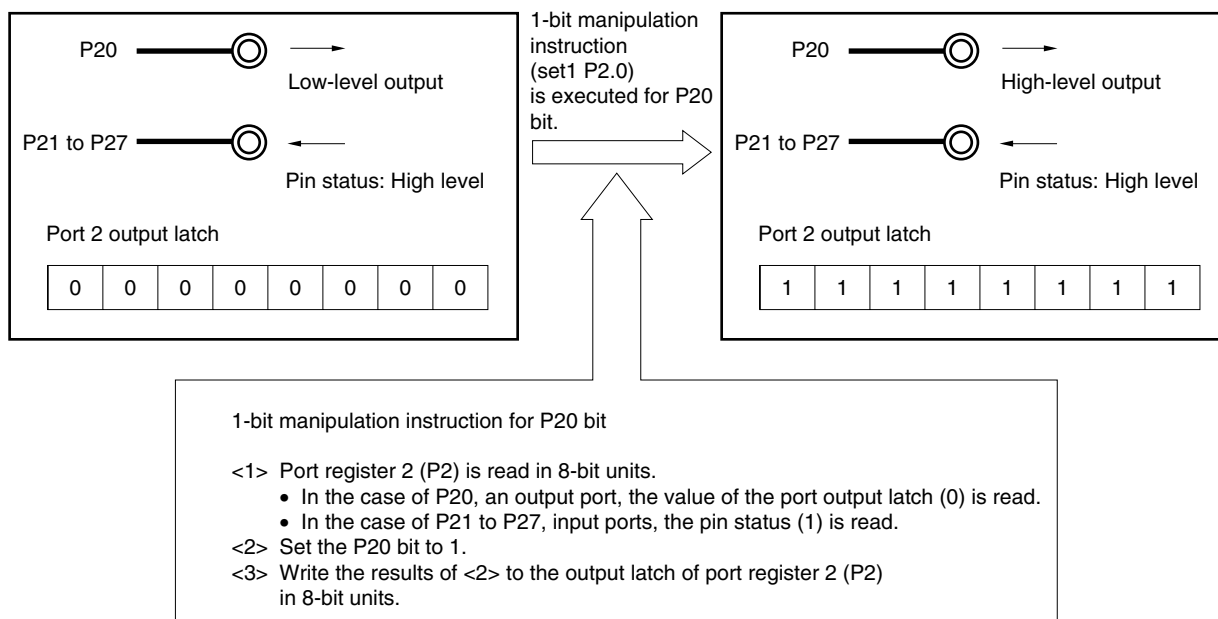 P20
Low-level output
P21 to P27
Pin status: High level
Port 2 output latch
0 0 0 0 0 0 0 0
1-bit manipulation
instruction
(set1 P2.0)
is executed for P20
bit.
P20
High-level output
P21 to P27
Pin status: High level
Port 2 output latch
1 1 1 1 1 1 1 1
1-bit manipulation instruction for P20 bit
<1> Port register 2 (P2) is read in 8-bit units.
• In the case of P20, an output port, the value of the port output latch (0) is read.
• In the case of P21 to P27, input ports, the pin status (1) is read.
<2> Set the P20 bit to 1.
<3> Write the results of <2> to the output latch of port register 2 (P2)
in 8-bit units.